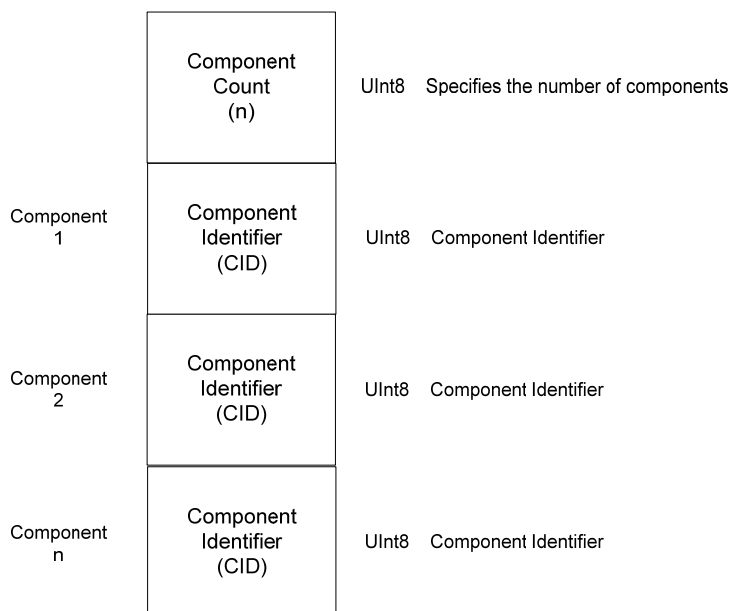 Component
Count
(n)
UInt8 Specifies the number of components
Component
1
Component
Identifier
(CID)
UInt8 Component Identifier
Component
2
Component
Identifier
(CID)
UInt8 Component Identifier
Component
n
Component
Identifier
(CID)
UInt8 Component Identifier